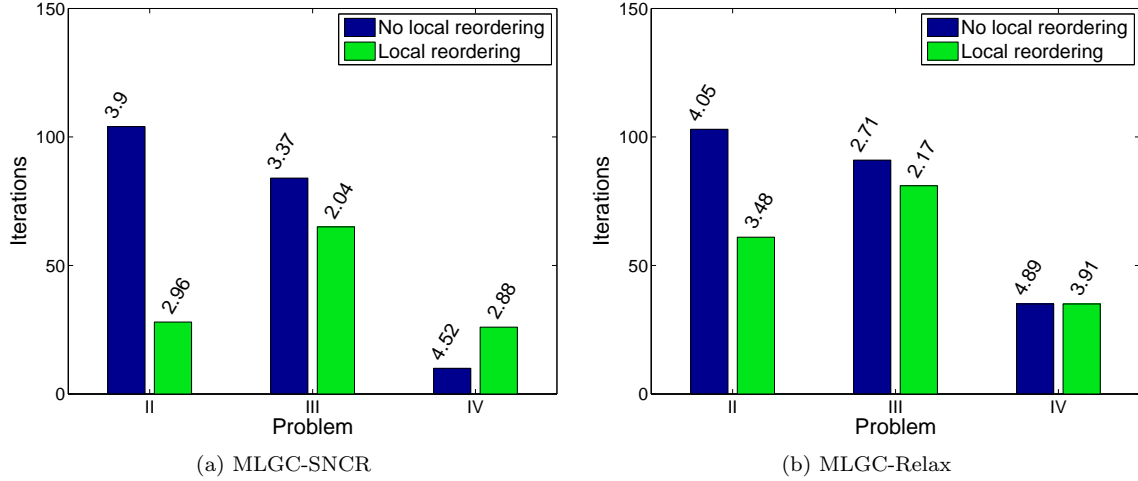 150
100
50
0
Iterations
No local reordering
Local reordering
3.9
2.96
3.37
2.04
4.52
2.88
II
III
IV
Problem
(a) MLGC-SNCR
150
100
50
0
Iterations
No local reordering
Local reordering
4.05
3.48
2.71
2.17
4.89
3.91
II
III
IV
Problem
(b) MLGC-Relax